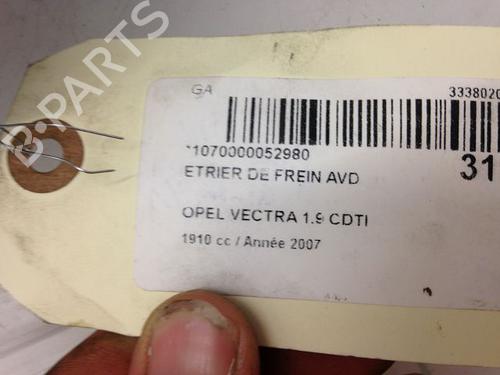 B-PARTS
GA
3338020
*1070000052980
31
ETRIER DE FREIN AVD
OPEL VECTRA 1.9 CDTI
1910 cc / Année 2007